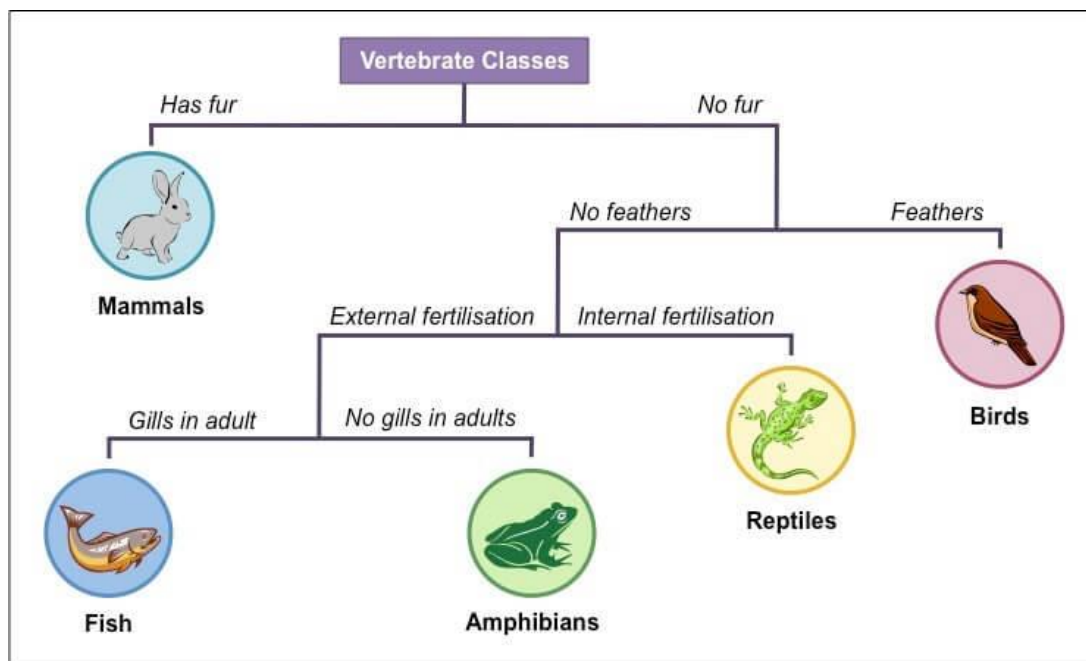 Vertebrate Classes
Has fur
No fur
No feathers
Feathers
Mammals
External fertilisation
Internal fertilisation
Birds
Gills in adult
No gills in adults
Reptiles
Fish
Amphibians